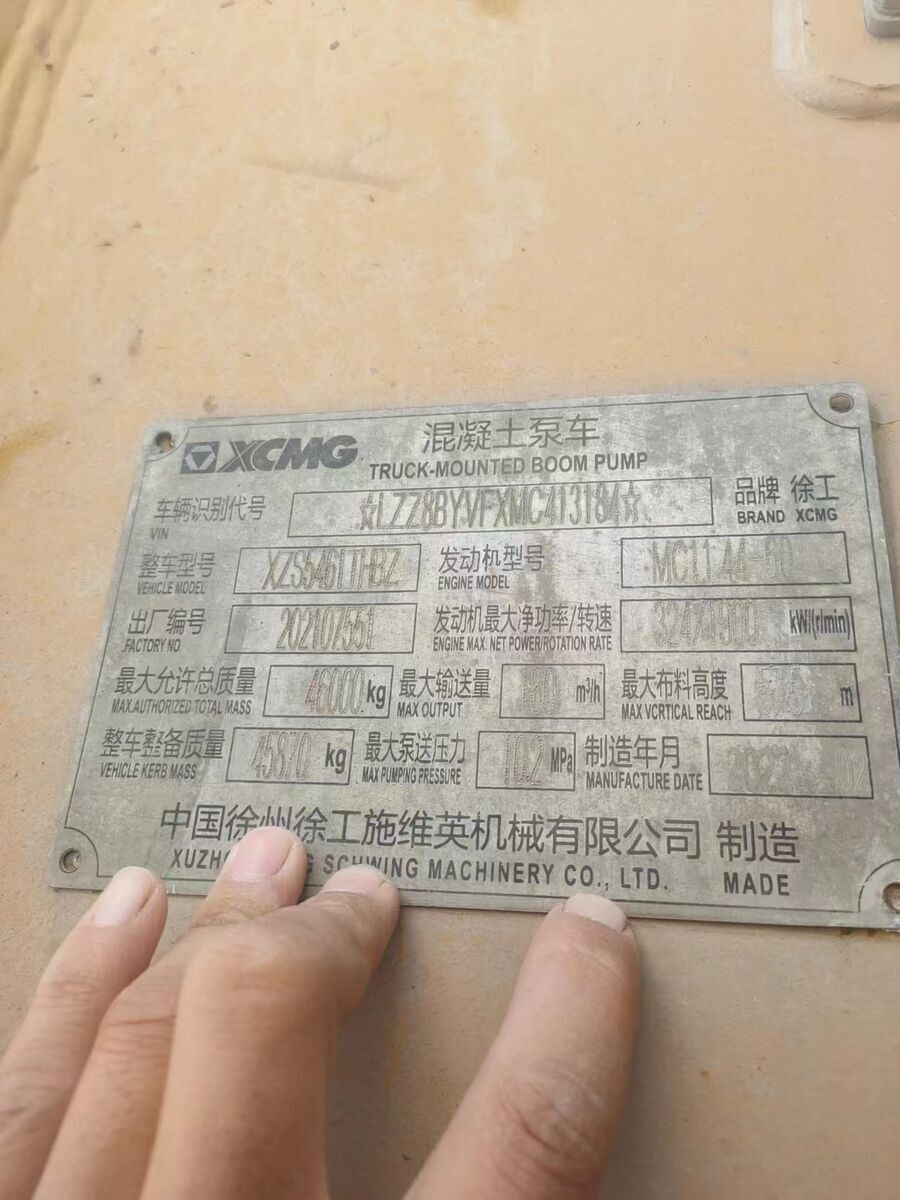 XCMG 混凝土泵车
TRUCK-MOUNTED BOOM PUMP
车辆识别代号 ☆LZZ8BYVFXMC413184☆ 品牌 徐工
VIN BRAND XCMG
整车型号 XZS5461THBZ 发动机型号 MC11.44-50
VEHICLE MODEL ENGINE MODEL
出厂编号 202107551 发动机最大净功率/转速 324/1900 kW/(r/min)
FACTORY NO ENGINE MAX. NET POWER/ROTATION RATE
最大允许总质量 46000 kg 最大输送量 m³/h 最大布料高度 m
MAX.AUTHORIZED TOTAL MASS MAX OUTPUT MAX VCRTICAL REACH
整车整备质量 45870 kg 最大泵送压力 10.2 MPa 制造年月
VEHICLE KERB MASS MAX PUMPING PRESSURE MANUFACTURE DATE
中国徐州徐工施维英机械有限公司 制造
SCHWING MACHINERY CO., LTD. MADE